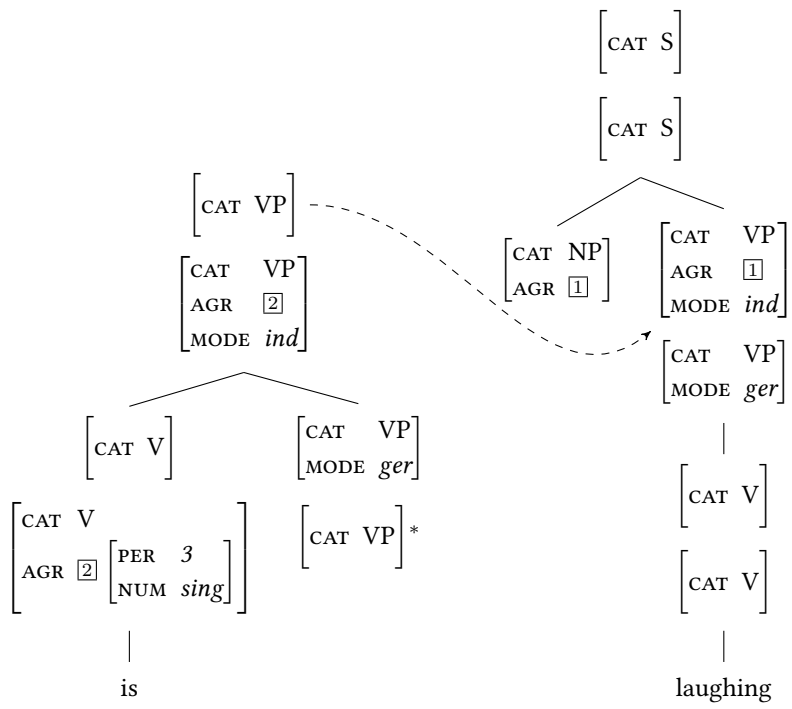 CAT S
CAT S
CAT VP
CAT VP
AGR 2
MODE ind
CAT NP
AGR 1
CAT VP
AGR 1
MODE ind
CAT VP
MODE ger
CAT V
CAT VP
MODE ger
CAT V
CAT V
AGR 2 PER 3
NUM sing
CAT VP *
CAT V
is
laughing